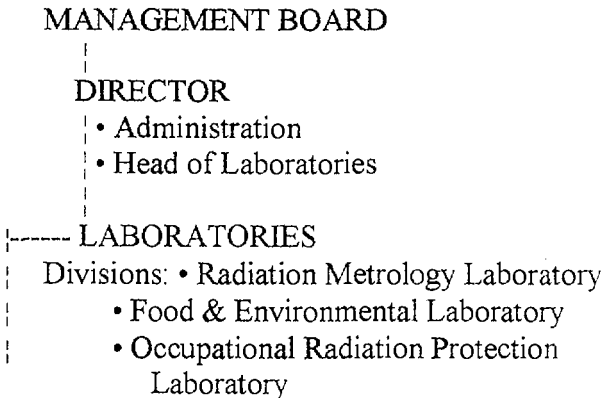 MANAGEMENT BOARD
DIRECTOR
• Administration
• Head of Laboratories
LABORATORIES
Divisions: • Radiation Metrology Laboratory
• Food & Environmental Laboratory
• Occupational Radiation Protection
Laboratory